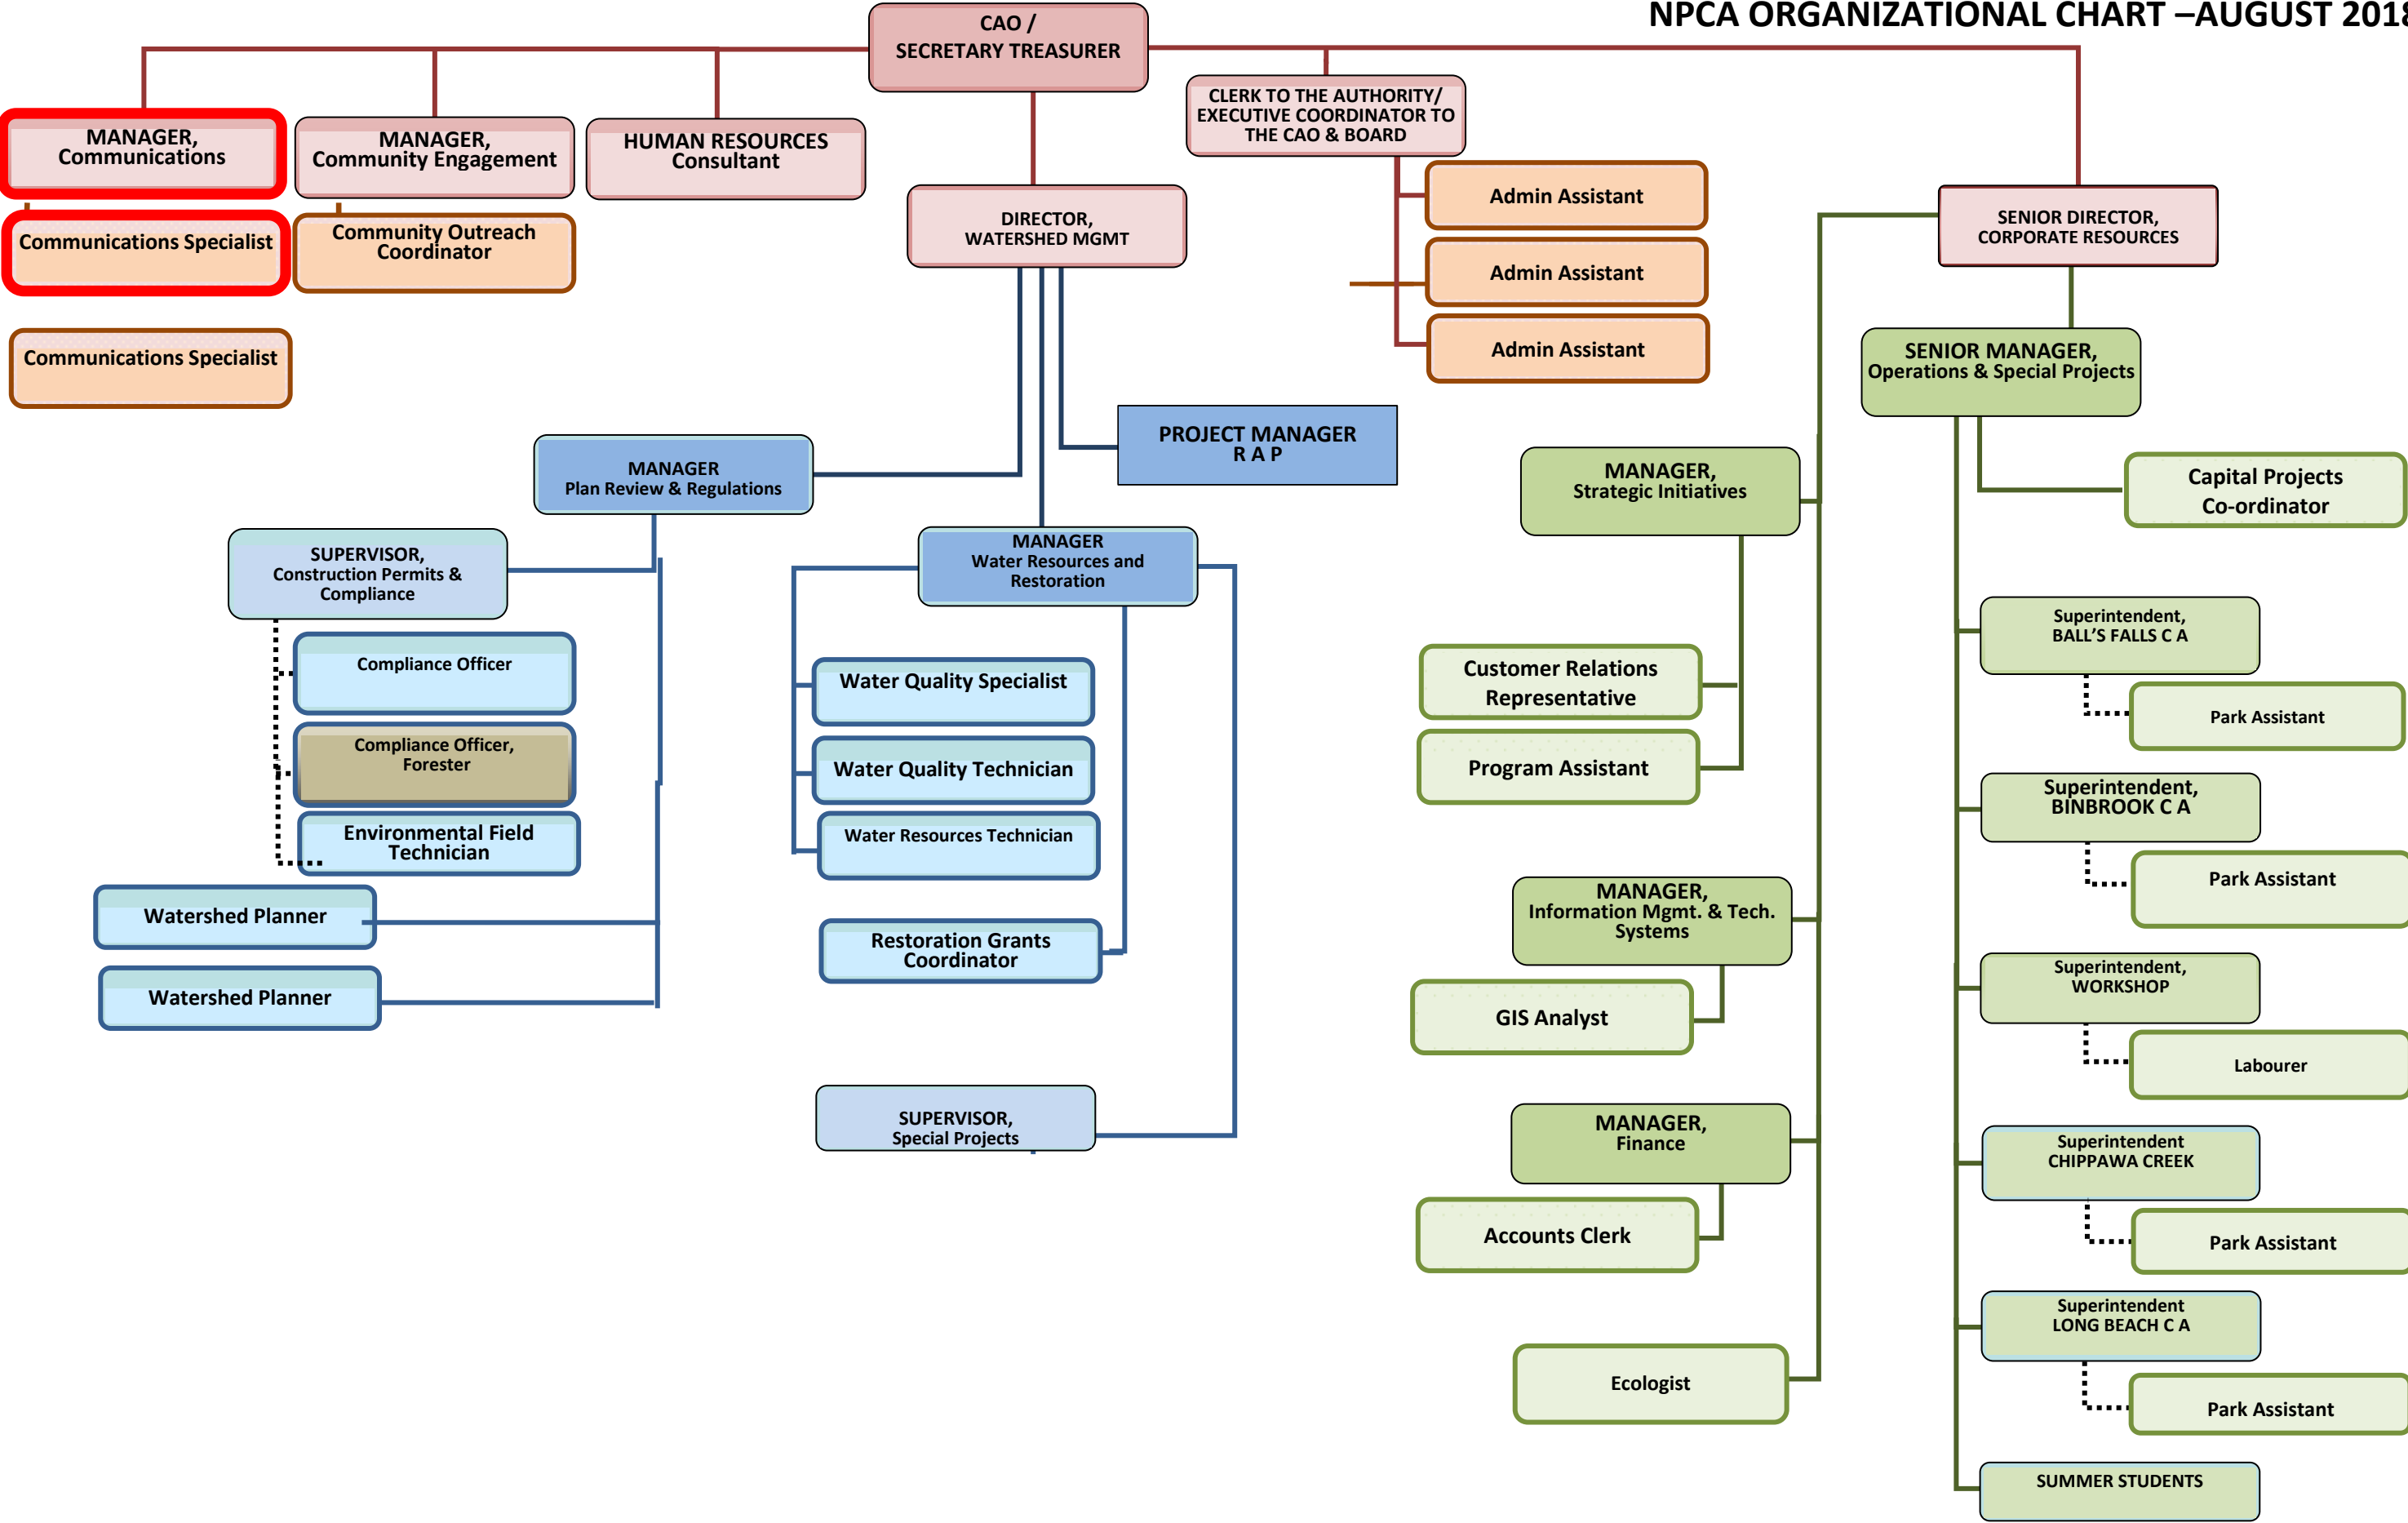 NPCA ORGANIZATIONAL CHART –AUGUST 2018
CAO /
SECRETARY TREASURER
CLERK TO THE AUTHORITY/
EXECUTIVE COORDINATOR TO
THE CAO & BOARD
MANAGER,
Communications
MANAGER,
Community Engagement
HUMAN RESOURCES
Consultant
Communications Specialist
Community Outreach
Coordinator
Communications Specialist
DIRECTOR,
WATERSHED MGMT
Admin Assistant
Admin Assistant
Admin Assistant
SENIOR DIRECTOR,
CORPORATE RESOURCES
SENIOR MANAGER,
Operations & Special Projects
PROJECT MANAGER
R A P
MANAGER
Plan Review & Regulations
SUPERVISOR,
Construction Permits &
Compliance
Compliance Officer
Compliance Officer,
Forester
Environmental Field
Technician
Watershed Planner
Watershed Planner
MANAGER
Water Resources and
Restoration
Water Quality Specialist
Water Quality Technician
Water Resources Technician
Restoration Grants
Coordinator
SUPERVISOR,
Special Projects
MANAGER,
Strategic Initiatives
Customer Relations
Representative
Program Assistant
MANAGER,
Information Mgmt. & Tech.
Systems
GIS Analyst
MANAGER,
Finance
Accounts Clerk
Ecologist
Capital Projects
Co-ordinator
Superintendent,
BALL'S FALLS C A
Park Assistant
Superintendent,
BINBROOK C A
Park Assistant
Superintendent,
WORKSHOP
Labourer
Superintendent
CHIPPAWA CREEK
Park Assistant
Superintendent
LONG BEACH C A
Park Assistant
SUMMER STUDENTS